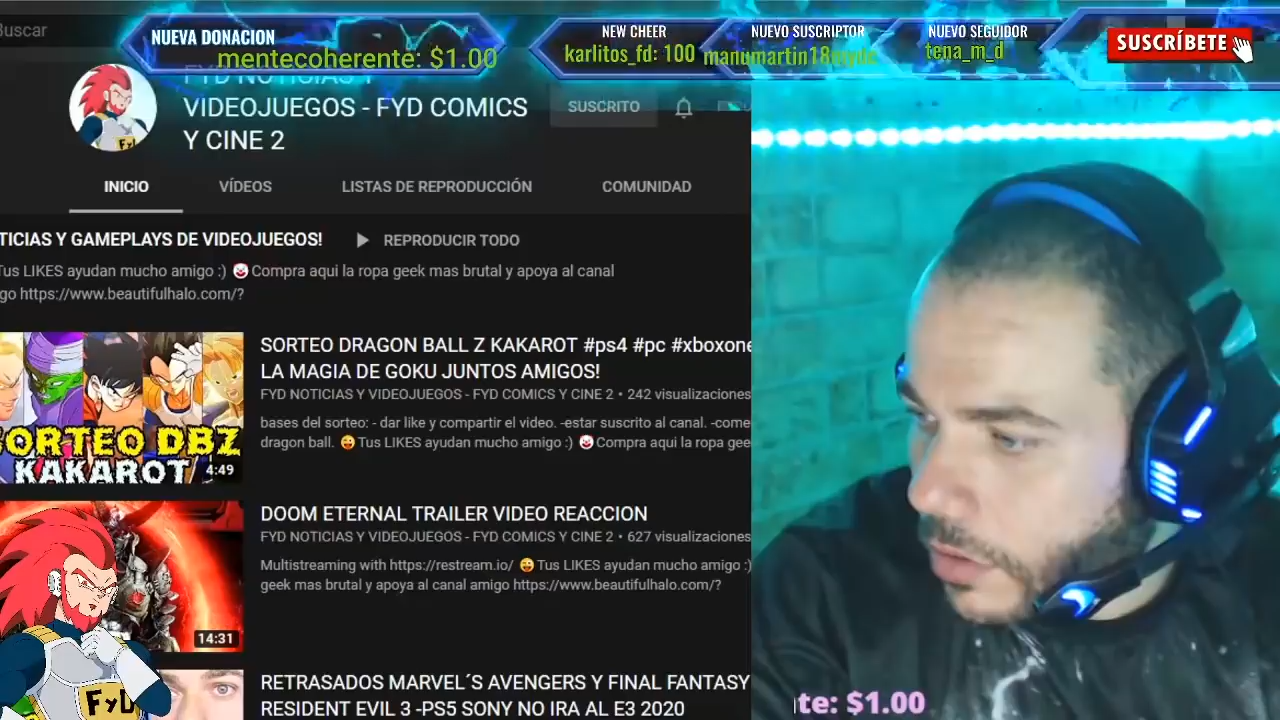 Buscar
NUEVA DONACION
mentecoherente: $1.00
NEW CHEER
karlitos_fd: 100
NUEVO SUSCRIPTOR
NUEVO SEGUIDOR
tena_m_d
SUSCRÍBETE
FYD NOTICIAS Y
VIDEOJUEGOS - FYD COMICS
Y CINE 2
SUSCRITO
INICIO
VÍDEOS
LISTAS DE REPRODUCCIÓN
COMUNIDAD
TICIAS Y GAMEPLAYS DE VIDEOJUEGOS!
REPRODUCIR TODO
Tus LIKES ayudan mucho amigo :) 🤡Compra aqui la ropa geek mas brutal y apoya al canal
go https://www.beautifulhalo.com/?
SORTEO DBZ
KAKAROT
4:49
SORTEO DRAGON BALL Z KAKAROT #ps4 #pc #xboxone
LA MAGIA DE GOKU JUNTOS AMIGOS!
FYD NOTICIAS Y VIDEOJUEGOS - FYD COMICS Y CINE 2 • 242 visualizaciones
bases del sorteo: - dar like y compartir el video. -estar suscrito al canal. -come
dragon ball. 😜Tus LIKES ayudan mucho amigo :) 🤡Compra aqui la ropa gee
14:31
DOOM ETERNAL TRAILER VIDEO REACCION
FYD NOTICIAS Y VIDEOJUEGOS - FYD COMICS Y CINE 2 • 627 visualizaciones
Multistreaming with https://restream.io/ 😜Tus LIKES ayudan mucho amigo :)
geek mas brutal y apoya al canal amigo https://www.beautifulhalo.com/?
RETRASADOS MARVEL´S AVENGERS Y FINAL FANTASY
RESIDENT EVIL 3 -PS5 SONY NO IRA AL E3 2020
FyD
te: $1.00